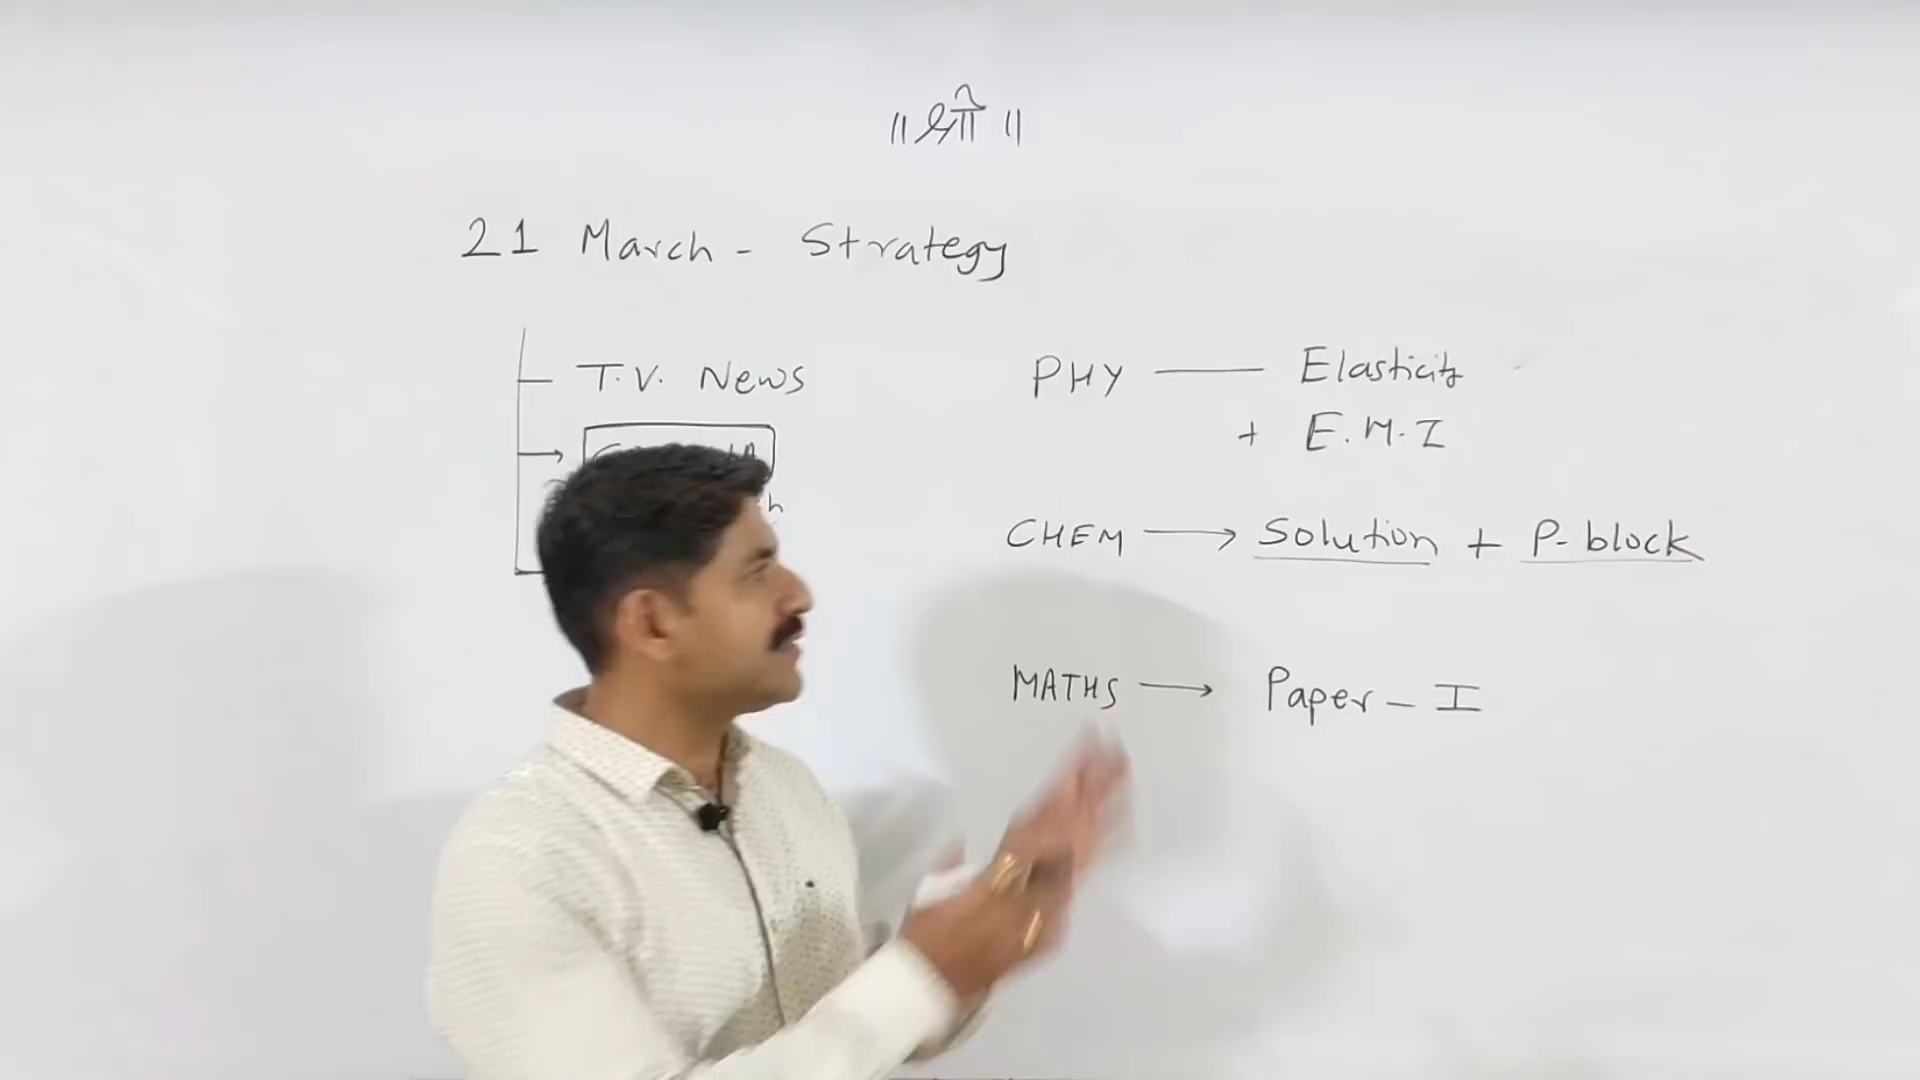 ॥ श्री ॥
21 March - Strategy
T.V. News
PHY — Elasticity
+ E.M.I
CHEM → Solution + P-block
MATHS → Paper - I